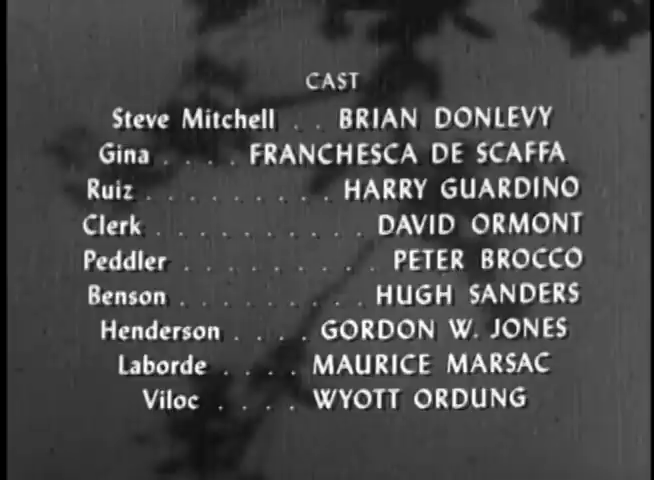 CAST
Steve Mitchell . . BRIAN DONLEVY
Gina . . . . FRANCHESCA DE SCAFFA
Ruiz . . . . . . . . . HARRY GUARDINO
Clerk . . . . . . . . . . DAVID ORMONT
Peddler . . . . . . . . . PETER BROCCO
Benson . . . . . . . . . HUGH SANDERS
Henderson . . . . GORDON W. JONES
Laborde . . . . MAURICE MARSAC
Viloc . . . . WYOTT ORDUNG